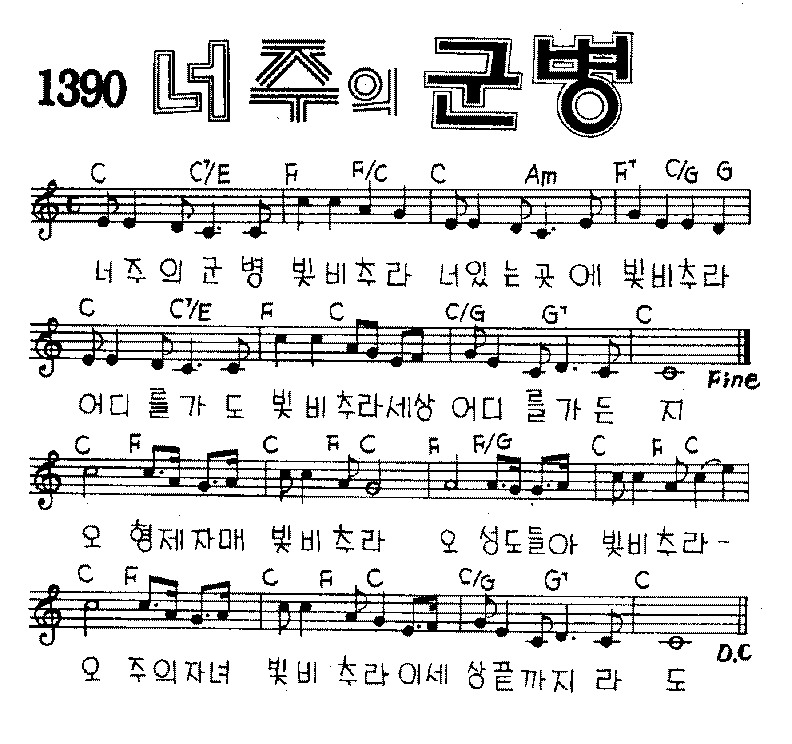 1390 너 주의 군병
C C7/E F F/C C Am F7 C/G G
너 주 의 군 병 빛 비 추 라 너 있 는 곳 에 빛 비 추 라
C C7/E F C C/G G7 C
Fine
어 디 를 가 도 빛 비 추 라 세 상 어 디 를 가 든 지
C F C F C F F/G C F C
오 형 제 자 매 빛 비 추 라 오 성 도 들 아 빛 비 추 라 -
C F C F C C/G G7 C
D.C
오 주 의 자 녀 빛 비 추 라 이 세 상 끝 까 지 라 도